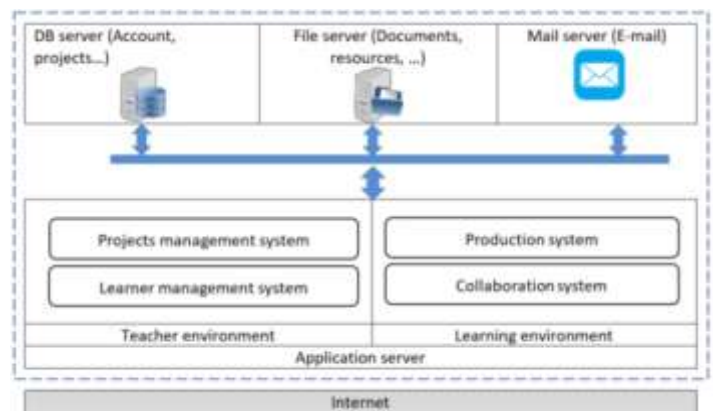 DB server (Account,
projects...)
File server (Documents,
resources, ...)
Mail server (E-mail)
Projects management system
Learner management system
Production system
Collaboration system
Teacher environment
Learning environment
Application server
Internet